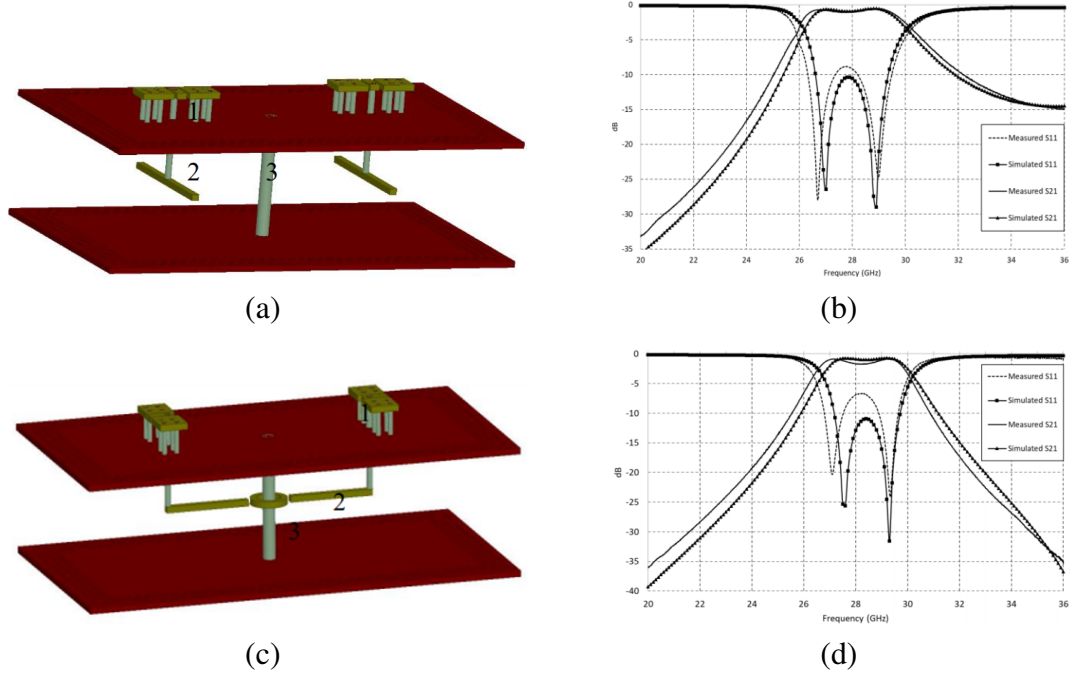 1
2
3
(a)
0
-5
-10
-15
-20
-25
-30
-35
dB
20 22 24 26 28 30 32 34 36
Frequency (GHz)
Measured S11
Simulated S11
Measured S21
Simulated S21
(b)
1
2
3
(c)
0
-5
-10
-15
-20
-25
-30
-35
-40
dB
20 22 24 26 28 30 32 34 36
Frequency (GHz)
Measured S11
Simulated S11
Measured S21
Simulated S21
(d)